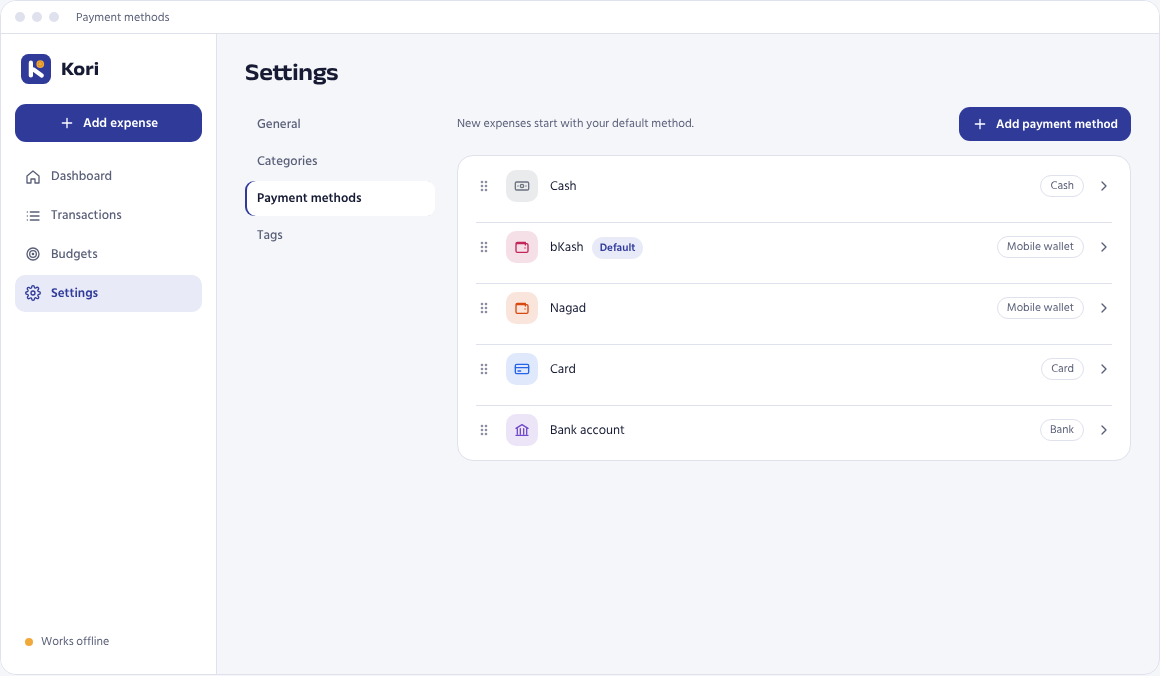 Payment methods
Kori
Add expense
Dashboard
Transactions
Budgets
Settings
Works offline
Settings
General
Categories
Payment methods
Tags
New expenses start with your default method.
Add payment method
Cash Cash
bKash Default Mobile wallet
Nagad Mobile wallet
Card Card
Bank account Bank